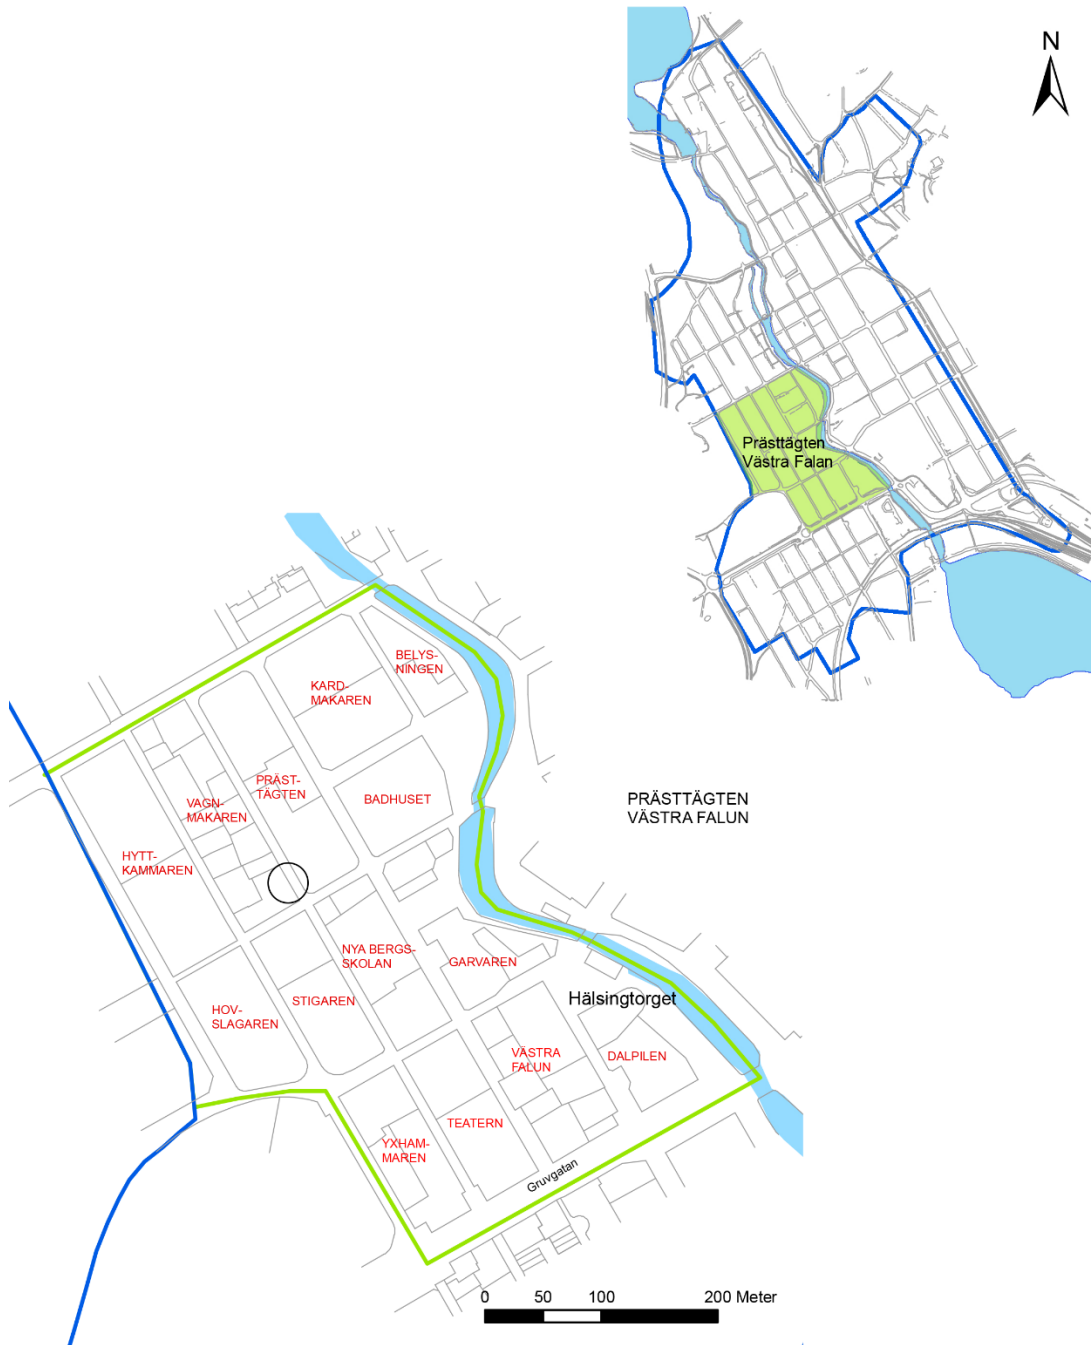 N
Prästtägten
Västra Falan
BELYS-
NINGEN
KARD-
MAKAREN
PRÄST-
TÄGTEN
VAGN-
MAKAREN
BADHUSET
PRÄSTTÄGTEN
VÄSTRA FALUN
HYTT-
KAMMAREN
NYA BERGS-
SKOLAN
GARVAREN
STIGAREN
Hälsingtorget
HOV-
SLAGAREN
VÄSTRA
FALUN
DALPILEN
TEATERN
YXHAM-
MAREN
Gruvgatan
0 50 100 200 Meter